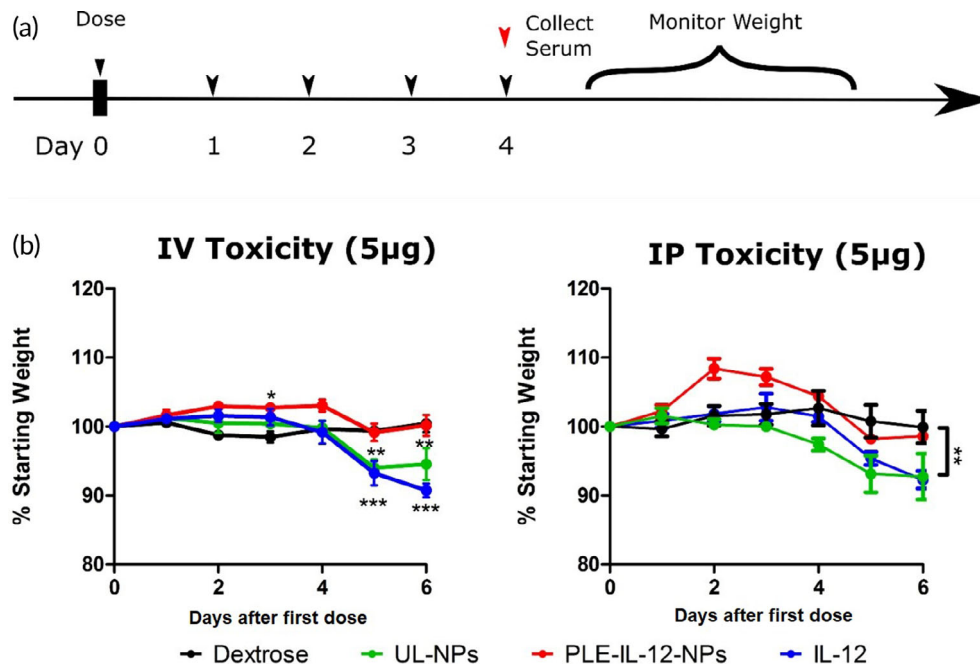 (a)
Dose
Collect
Serum
Monitor Weight
Day 0 1 2 3 4
(b)
IV Toxicity (5µg)
% Starting Weight
120
110
100
90
80
*
**
***
**
***
0 2 4 6
Days after first dose
IP Toxicity (5µg)
% Starting Weight
120
110
100
90
80
**
0 2 4 6
Days after first dose
Dextrose UL-NPs PLE-IL-12-NPs IL-12